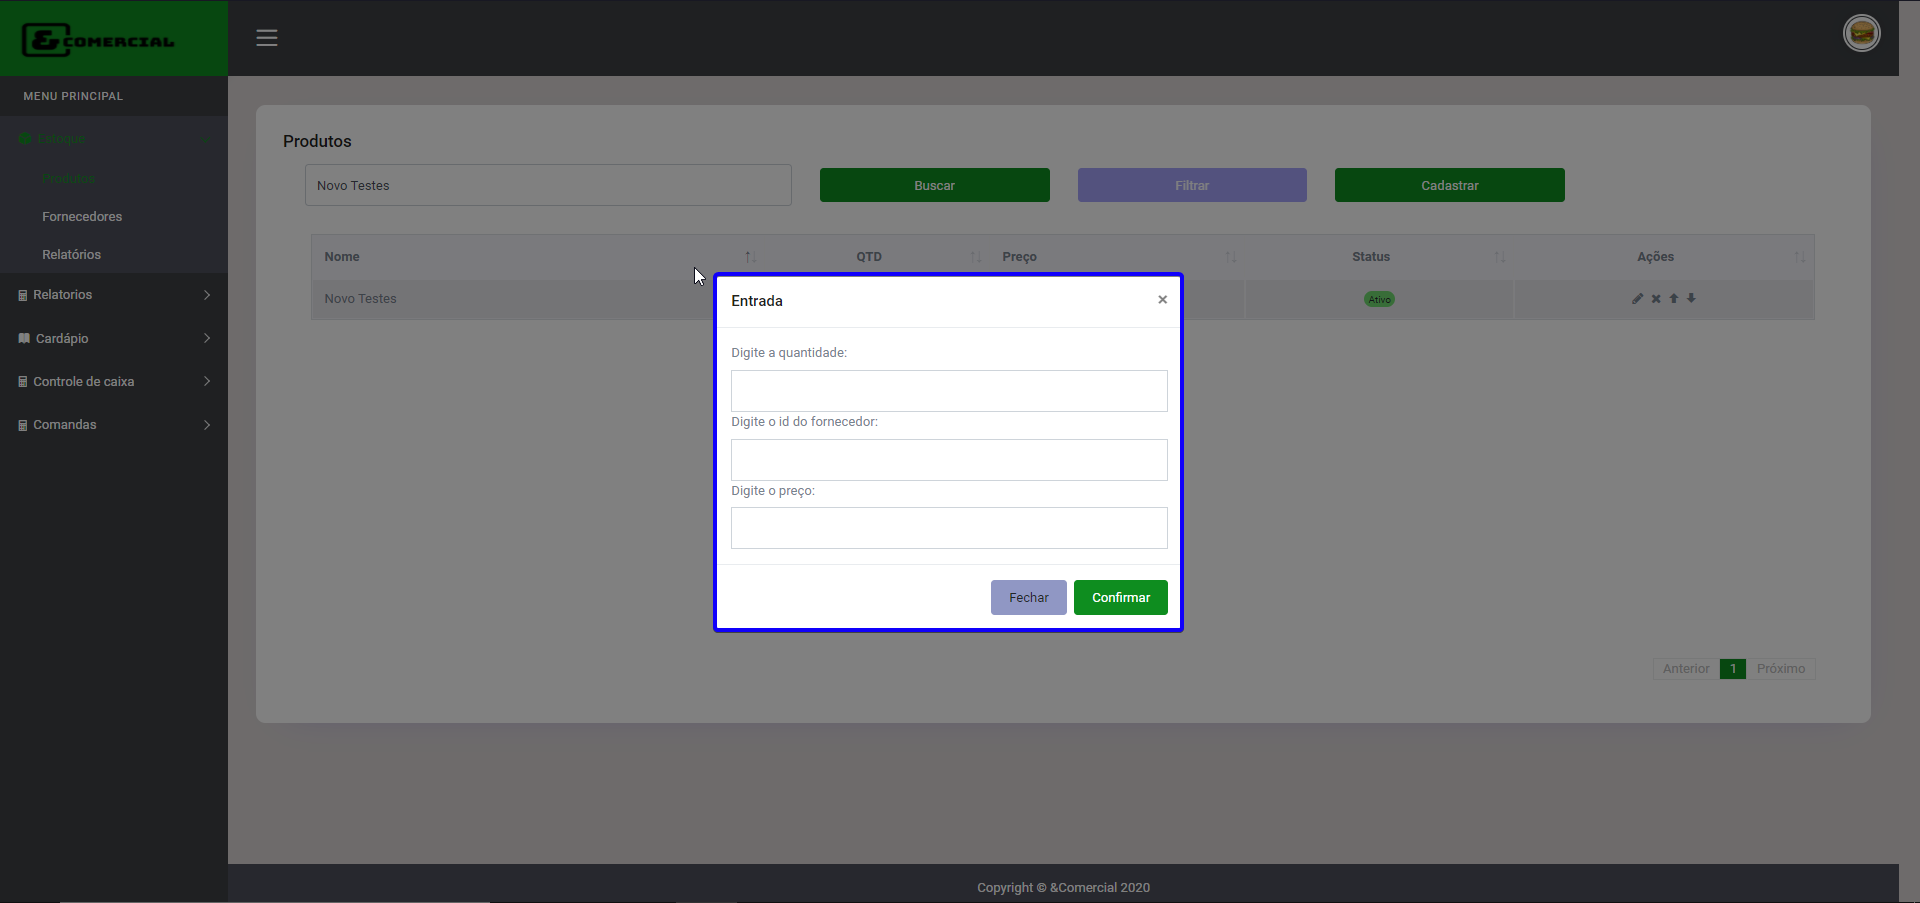 & COMERCIAL
MENU PRINCIPAL
Estoque
Produtos
Fornecedores
Relatórios
Relatorios
Cardápio
Controle de caixa
Comandas
Produtos
Novo Testes
Buscar
Filtrar
Cadastrar
Nome
QTD
Preço
Status
Ações
Novo Testes
Ativo
Entrada
×
Digite a quantidade:
Digite o id do fornecedor:
Digite o preço:
Fechar
Confirmar
Anterior
1
Próximo
Copyright © &Comercial 2020